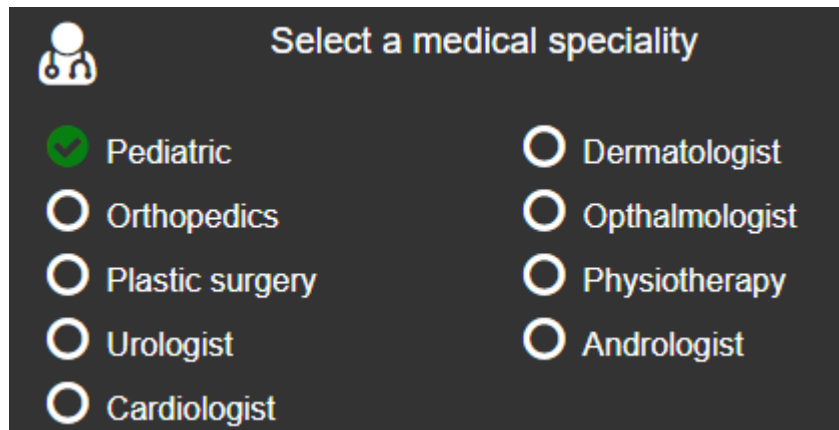 Select a medical speciality
Pediatric
Dermatologist
Orthopedics
Opthalmologist
Plastic surgery
Physiotherapy
Urologist
Andrologist
Cardiologist